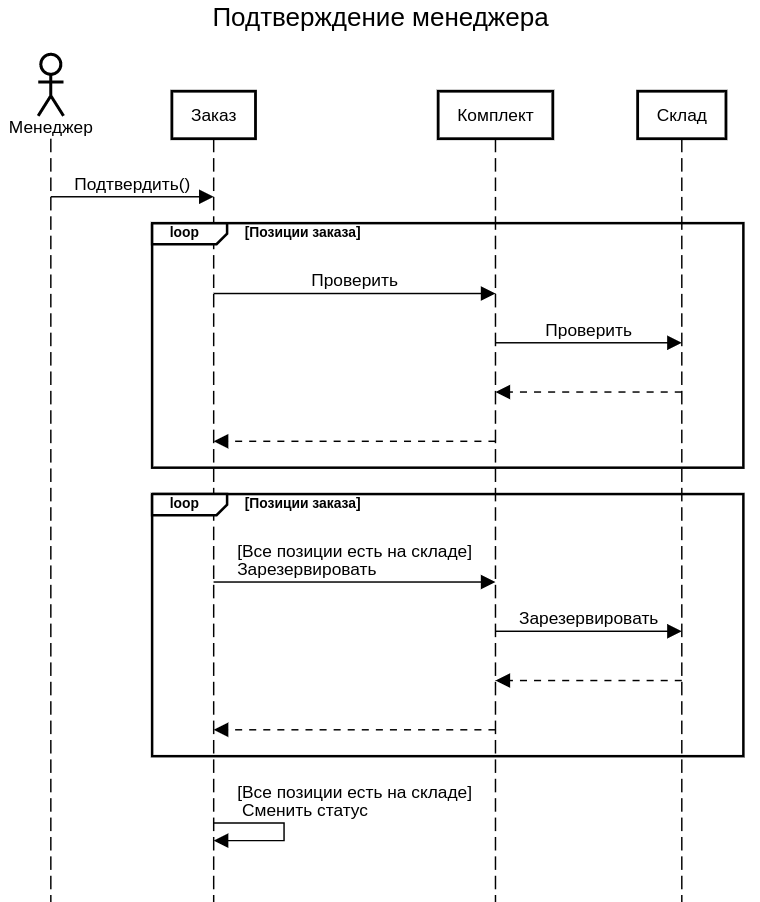 Подтверждение менеджера
Менеджер
Заказ
Комплект
Склад
Подтвердить()
loop
[Позиции заказа]
Проверить
Проверить
loop
[Позиции заказа]
[Все позиции есть на складе]
Зарезервировать
Зарезервировать
[Все позиции есть на складе]
Сменить статус